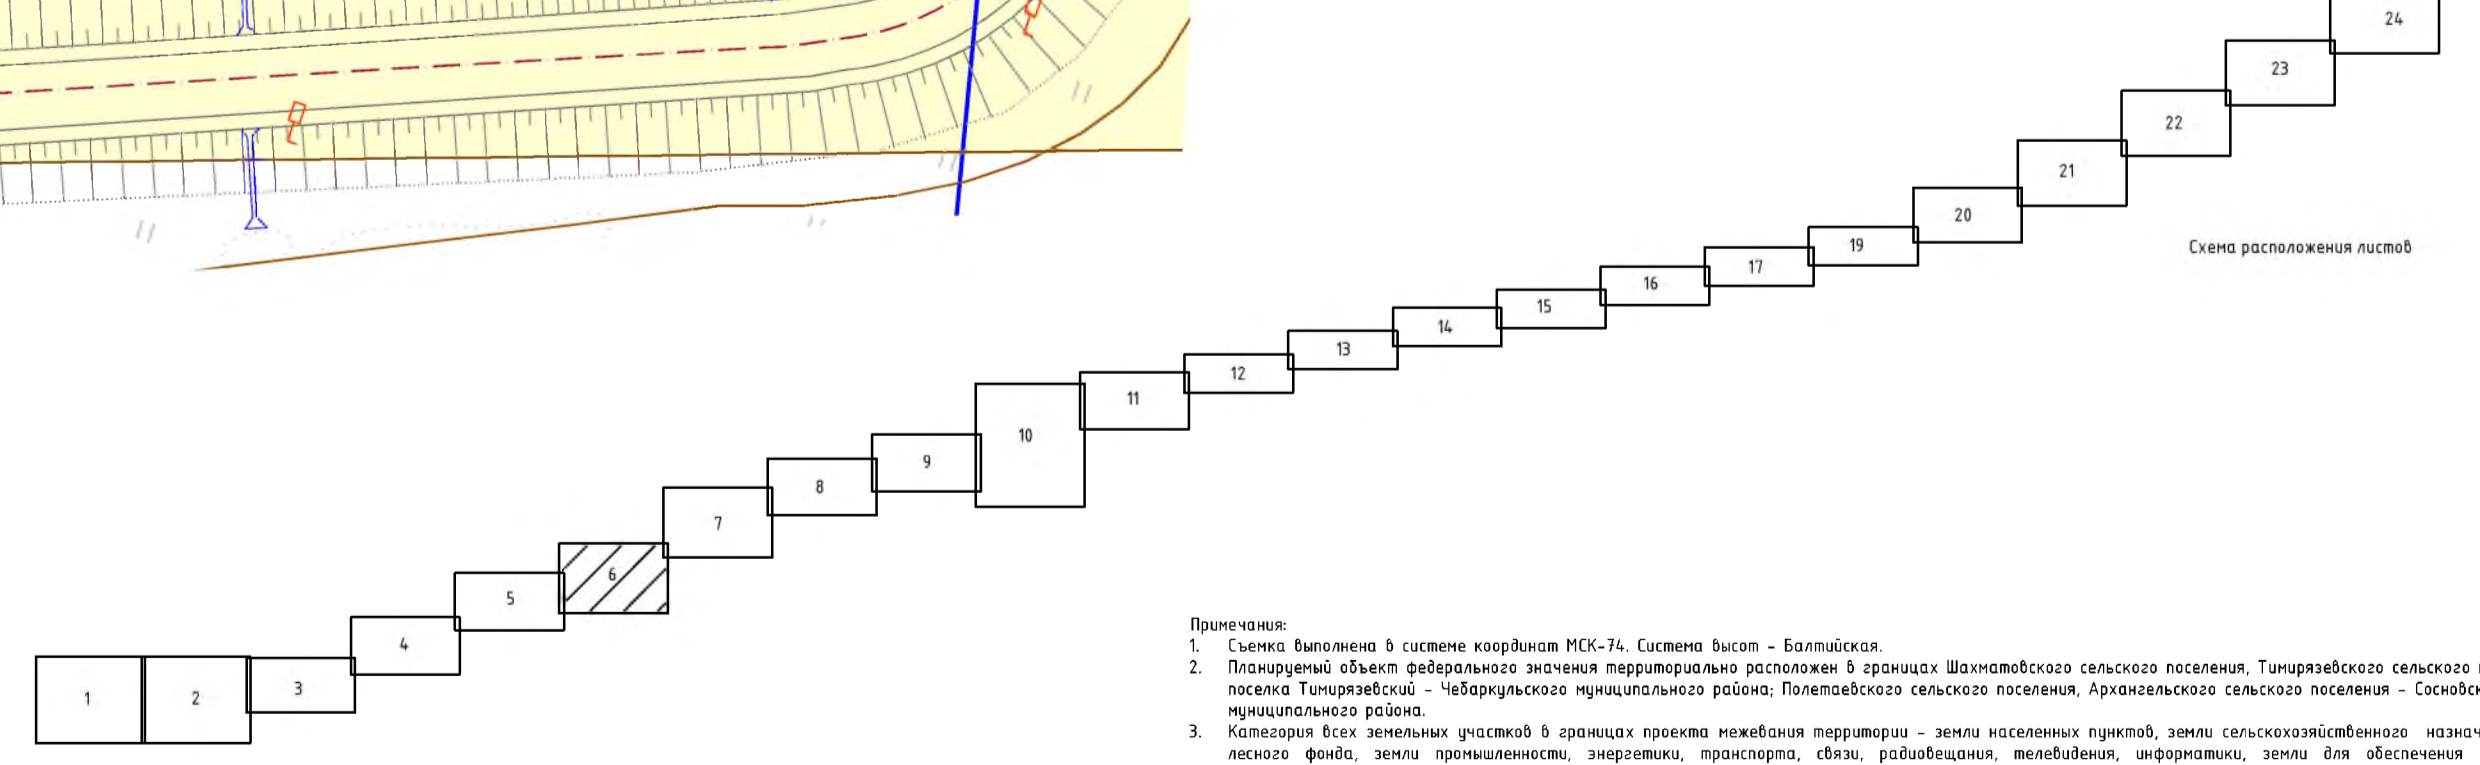 24
23
22
21
20
Схема расположения листов
19
17
16
15
14
13
12
11
10
9
8
7
6
5
4
3
2
1
Примечания:
1. Съемка выполнена в системе координат МСК-74. Система высот - Балтийская.
2. Планируемый объект федерального значения территориально расположен в границах Шахматовского сельского поселения, Тимирязевского сельского
поселка Тимирязевский - Чебаркульского муниципального района; Полетаевского сельского поселения, Архангельского сельского поселения - Сосновск
муниципального района.
3. Категория всех земельных участков в границах проекта межевания территории - земли населенных пунктов, земли сельскохозяйственного назнач
лесного фонда, земли промышленности, энергетики, транспорта, связи, радиовещания, телевидения, информатики, земли для обеспечения